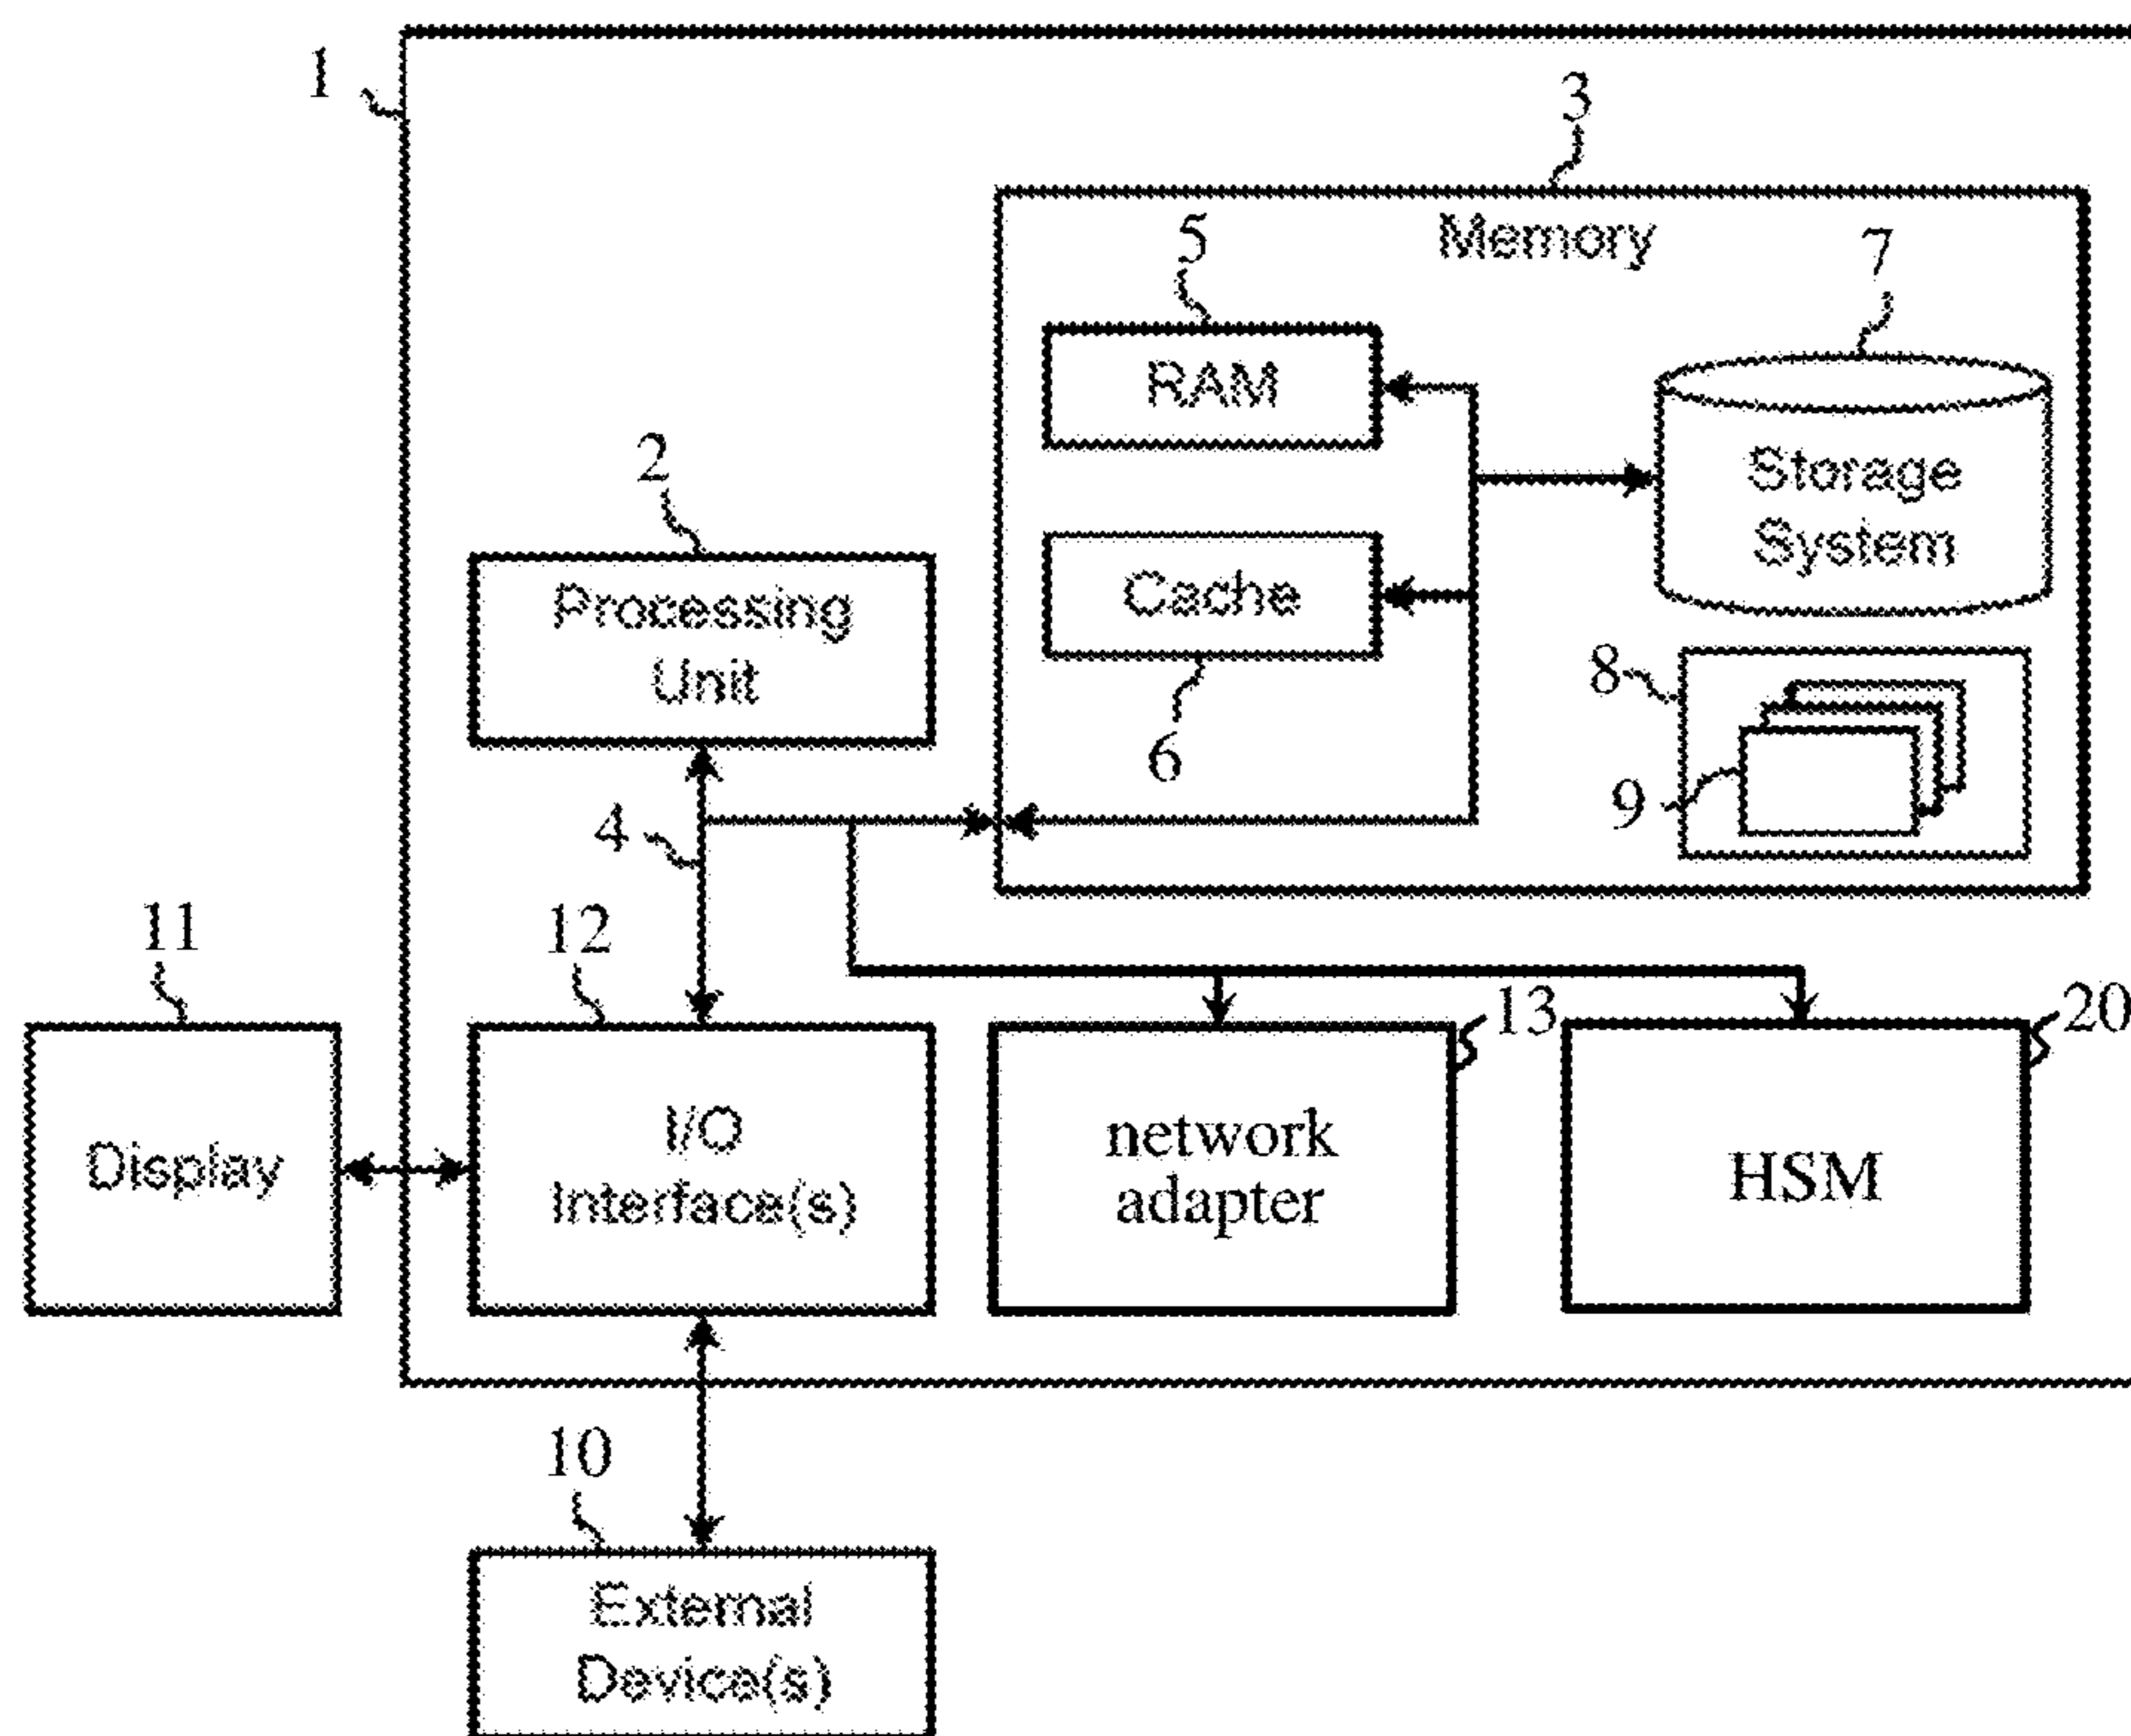 1
3
Memory
5
7
RAM
2
Storage
System
Processing
Unit
Cache
8
6
9
4
11
12
13
20
Display
I/O
Interface(s)
network
adapter
HSM
10
External
Device(s)